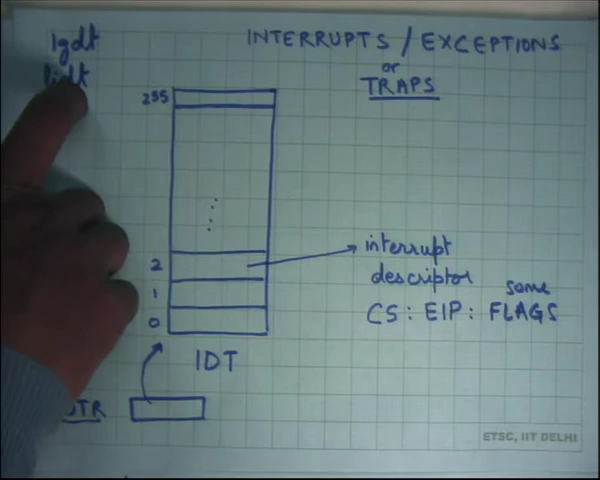 lgdt
lidt
INTERRUPTS / EXCEPTIONS
or
TRAPS
255
2
1
0
interrupt
descriptor
some
CS : EIP : FLAGS
IDT
ETSC, IIT DELHI